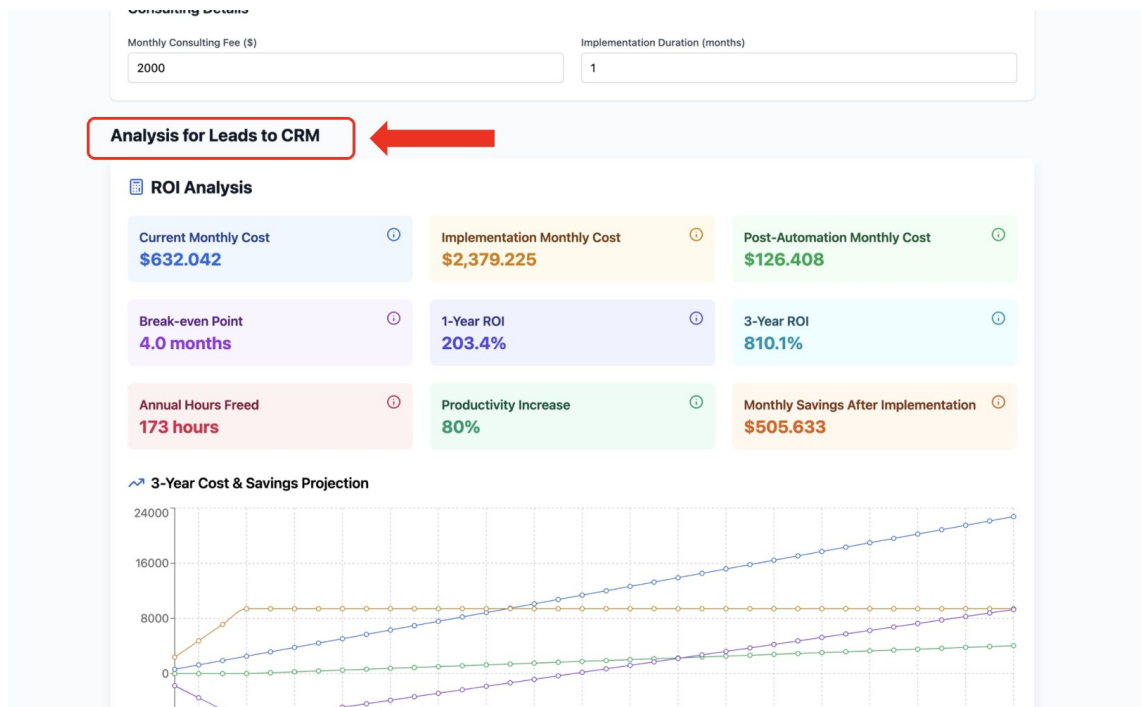 Consulting Details
Monthly Consulting Fee ($)
Implementation Duration (months)
2000
1
Analysis for Leads to CRM
ROI Analysis
Current Monthly Cost
$632.042
Implementation Monthly Cost
$2,379.225
Post-Automation Monthly Cost
$126.408
Break-even Point
4.0 months
1-Year ROI
203.4%
3-Year ROI
810.1%
Annual Hours Freed
173 hours
Productivity Increase
80%
Monthly Savings After Implementation
$505.633
3-Year Cost & Savings Projection
24000
16000
8000
0